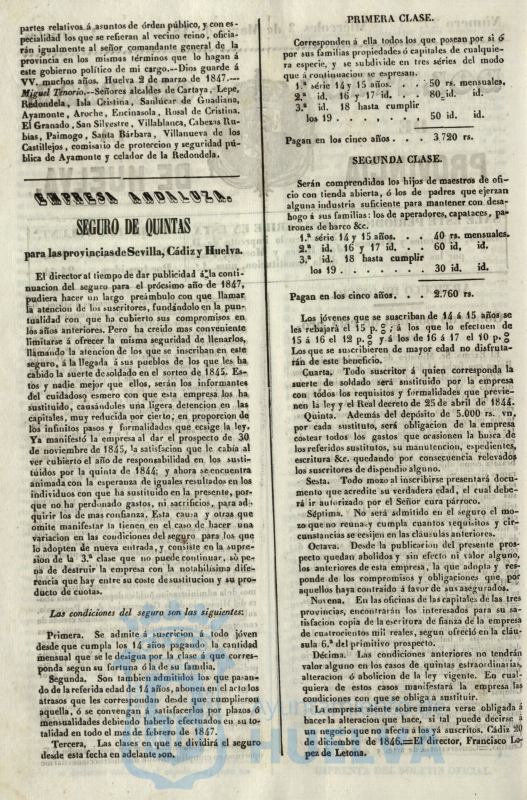 partes relativos á asuntos de órden público, y con es-
pecialidad los que se refieran al vecino reino, oficia-
rán igualmente al señor comandante general de la
provincia en los mismos términos que lo hagan á
este gobierno político de mi cargo.—Dios guarde á
VV. muchos años. Huelva 2 de marzo de 1847.—
Miguel Tenorio.—Señores alcaldes de Cartaya, Lepe,
Redondela, Isla Cristina, Sanlúcar de Guadiana,
Ayamonte, Aroche, Encinasola, Rosal de Cristina,
El Granado, San Silvestre, Villablanca, Cabezas Ru-
bias, Paimogo, Santa Bárbara, Villanueva de los
Castillejos, comisario de proteccion y seguridad pú-
blica de Ayamonte y celador de la Redondela.
EMPRESA ANDALUZA.
SEGURO DE QUINTAS
para las provincias de Sevilla, Cádiz y Huelva.
El director al tiempo de dar publicidad á la conti-
nuacion del seguro para el prócsimo año de 1847,
pudiera hacer un largo preámbulo con que llamar
la atencion de los suscritores, fundándolo en la pun-
tualidad con que ha cubierto sus compromisos en
los años anteriores. Pero ha creido mas conveniente
limitarse á ofrecer la misma seguridad de llenarlos,
llamando la atencion de los que se inscriban en este
seguro, á la llegada á sus pueblos de los que les ha
cabido la suerte de soldado en el sorteo de 1845. Es-
tos y nadie mejor que ellos, serán los informantes
del cuidadoso esmero con que esta empresa los ha
sustituido, causándoles una ligera detencion en las
capitales, muy reducida por cierto, en proporcion de
los infinitos pasos y formalidades que ecsige la ley.
Ya manifestó la empresa al dar el prospecto de 30
de noviembre de 1845, la satisfaccion que le cabia al
ver cubierto el año de responsabilidad en los susti-
tuidos por la quinta de 1844; y ahora se encuentra
animada con la esperanza de iguales resultados en los
individuos con que ha sustituido en la presente, por-
que no ha perdonado gastos, ni sacrificios, para ad-
quirir los de mas confianza. Esta causa y otras que
omite manifestar la tienen en el caso de hacer una
variacion en las condiciones del seguro para los que
lo adopten de nueva entrada, y consiste en la supre-
sion de la 3.ª clase que no puede continuar, só pe-
na de destruir la empresa con la notabilísima dife-
rencia que hay entre su coste de sustitucion y su pro-
ducto de cuotas.
Las condiciones del seguro son las siguientes:
Primera. Se admite á suscricion á todo jóven
desde que cumpla los 14 años pagando la cantidad
mensual que se le designa por la clase á que corres-
ponda segun su fortuna ó la de su familia,
Segunda. Son tambien admitidos los que pasan-
do de la referida edad de 14 años, abonen en el acto los
atrasos que les correspondan desde que cumplieron
aquella, ó se convengan á satisfacerlos por plazos ó
mensualidades debiendo haberlo efectuados en su to-
talidad en todo el mes de febrero de 1847.
Tercera, Las clases en que se dividirá el seguro
desde esta fecha en adelante son.
PRIMERA CLASE.
Corresponden á ella todos los que posean por sí ó
por sus familias propiedades ó capitales de cualquie-
ra especie, y se subdivide en tres séries del modo
que á continuacion se espresan.
1.ª série 14 y 15 años. . . 50 rs. mensuales.
2.ª id. 16 y 17 id. . . 80 id. id.
3.ª id. 18 hasta cumplir
los 19 . . . . . . . . 50 id. id.
Pagan en los cinco años. . . 3,720 rs.
SEGUNDA CLASE.
Serán comprendidos los hijos de maestros de ofi-
cio con tienda abierta, ó los de padres que ejerzan
alguna industria suficiente para mantener con desa-
hogo á sus familias: los de aperadores, capataces, pa-
trones de barco &c.
1.ª série 14 y 15 años. . . 40 rs. mensuales.
2.ª id. 16 y 17 id. . . 60 id, id.
3.ª id. 18 hasta cumplir
los 19 . . . . . . . . 30 id. id.
Pagan en los cinco años. . . 2.760 rs.
Los jóvenes que se suscriban de 14 á 15 años se
les rebajará el 15 p. %; á los que lo efectuen de
15 á 16 el 12 p. % y á los de 16 á 17 el 10 p. %
Los que se suscribieren de mayor edad no disfruta-
rán de este beneficio.
Cuarta, Todo suscritor á quien corresponda la
suerte de soldado será sustituido por la empresa
con todos los requisitos y formalidades que previe-
nen la ley y el Real decreto de 25 de abril de 1844.
Quinta. Además del depósito de 5.000 rs. vn,
por cada sustituto, será obligacion de la empresa
costear todos los gastos que ocasionen la busca de
los referidos sustitutos, su manutencion, espedientes,
escritura &c. quedando por consecuencia relevados
los suscritores de dispendio alguno.
Sesta. Todo mozo al inscribirse presentará docu-
mento que acredite su verdadera edad, el cual debe-
rá ir autorizado por el Señor cura párroco.
Séptima. No será admitido en el seguro el mo-
zo que no reuna y cumpla cuantos requisitos y cir-
cunstancias se ecsijen en las cláusulas anteriores.
Octava. Desde la publicacion del presente pros-
pecto quedan abolidos y sin efecto ni valor alguno,
los anteriores de esta empresa, la que adopta y res-
ponde de los compromisos y obligaciones que por
aquellos haya contraido á favor de sus asegurados.
Novena. En las oficinas de las capitales de las tres
provincias, encontrarán los interesados para su sa-
tisfacion copia de la escritura de fianza de la empresa
de cuatrocientos mil reales, segun ofreció en la cláu-
sula 6.ª del primitivo prospecto.
Décima. Las condiciones anteriores no tendrán
valor alguno en los casos de quintas estraordinarias,
alteracion ó abolicion de la ley vigente. En cual-
quiera de estos casos manifestará la empresa las
condiciones con que se obliga á sustituir.
La empresa siente sobre manera verse obligada á
hacer la alteracion que hace, si tal puede decirse á
un negocio que no afecta á los yá suscritos. Cádiz 20
de diciembre de 1846.=El director, Francisco Lo-
pez de Letona.
HUELVA